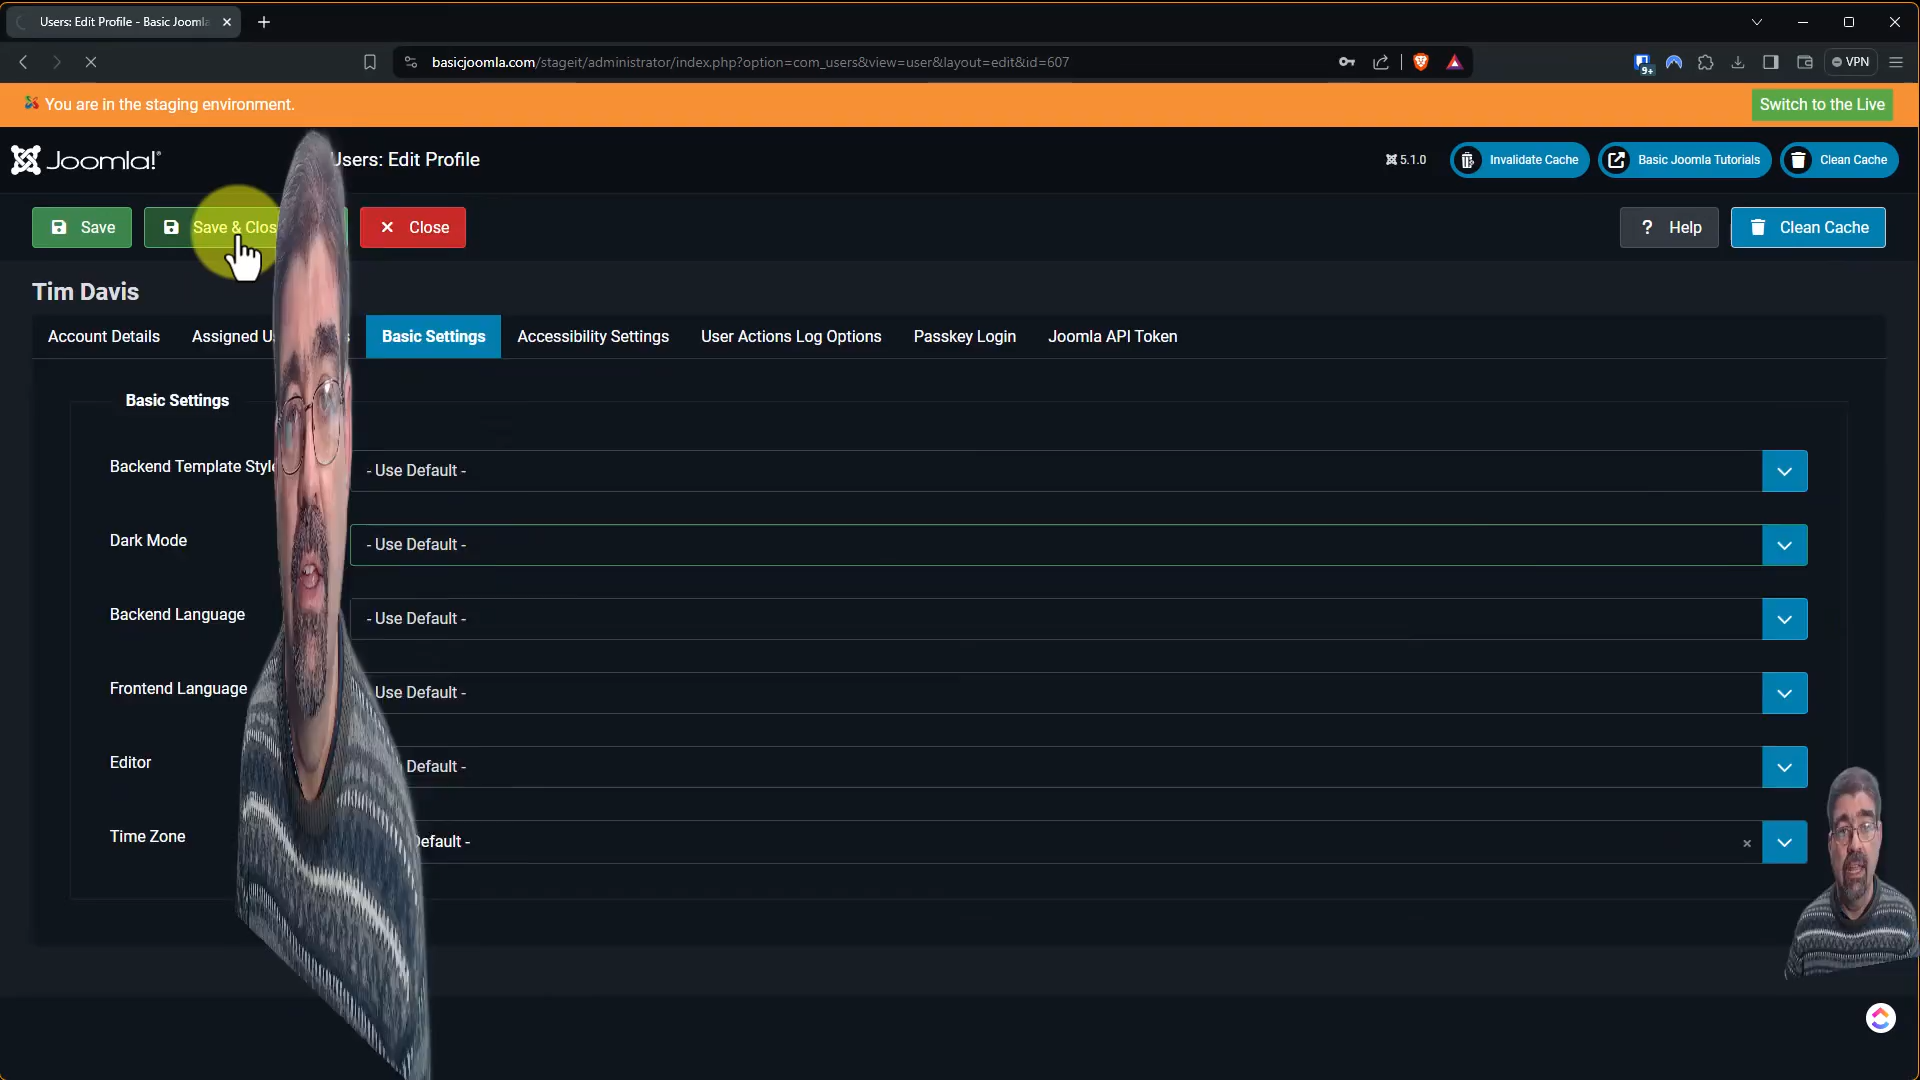 Users: Edit Profile - Basic Joomla
basicjoomla.com/stageit/administrator/index.php?option=com_users&view=user&layout=edit&id=607
9+
VPN
You are in the staging environment.
Switch to the Live
Joomla!
Users: Edit Profile
5.1.0
Invalidate Cache
Basic Joomla Tutorials
Clean Cache
Save
Save & Clos
Close
? Help
Clean Cache
Tim Davis
Account Details
Assigned U
Basic Settings
Accessibility Settings
User Actions Log Options
Passkey Login
Joomla API Token
Basic Settings
Backend Template Style
- Use Default -
Dark Mode
- Use Default -
Backend Language
- Use Default -
Frontend Language
Use Default -
Editor
Default -
Time Zone
Default -